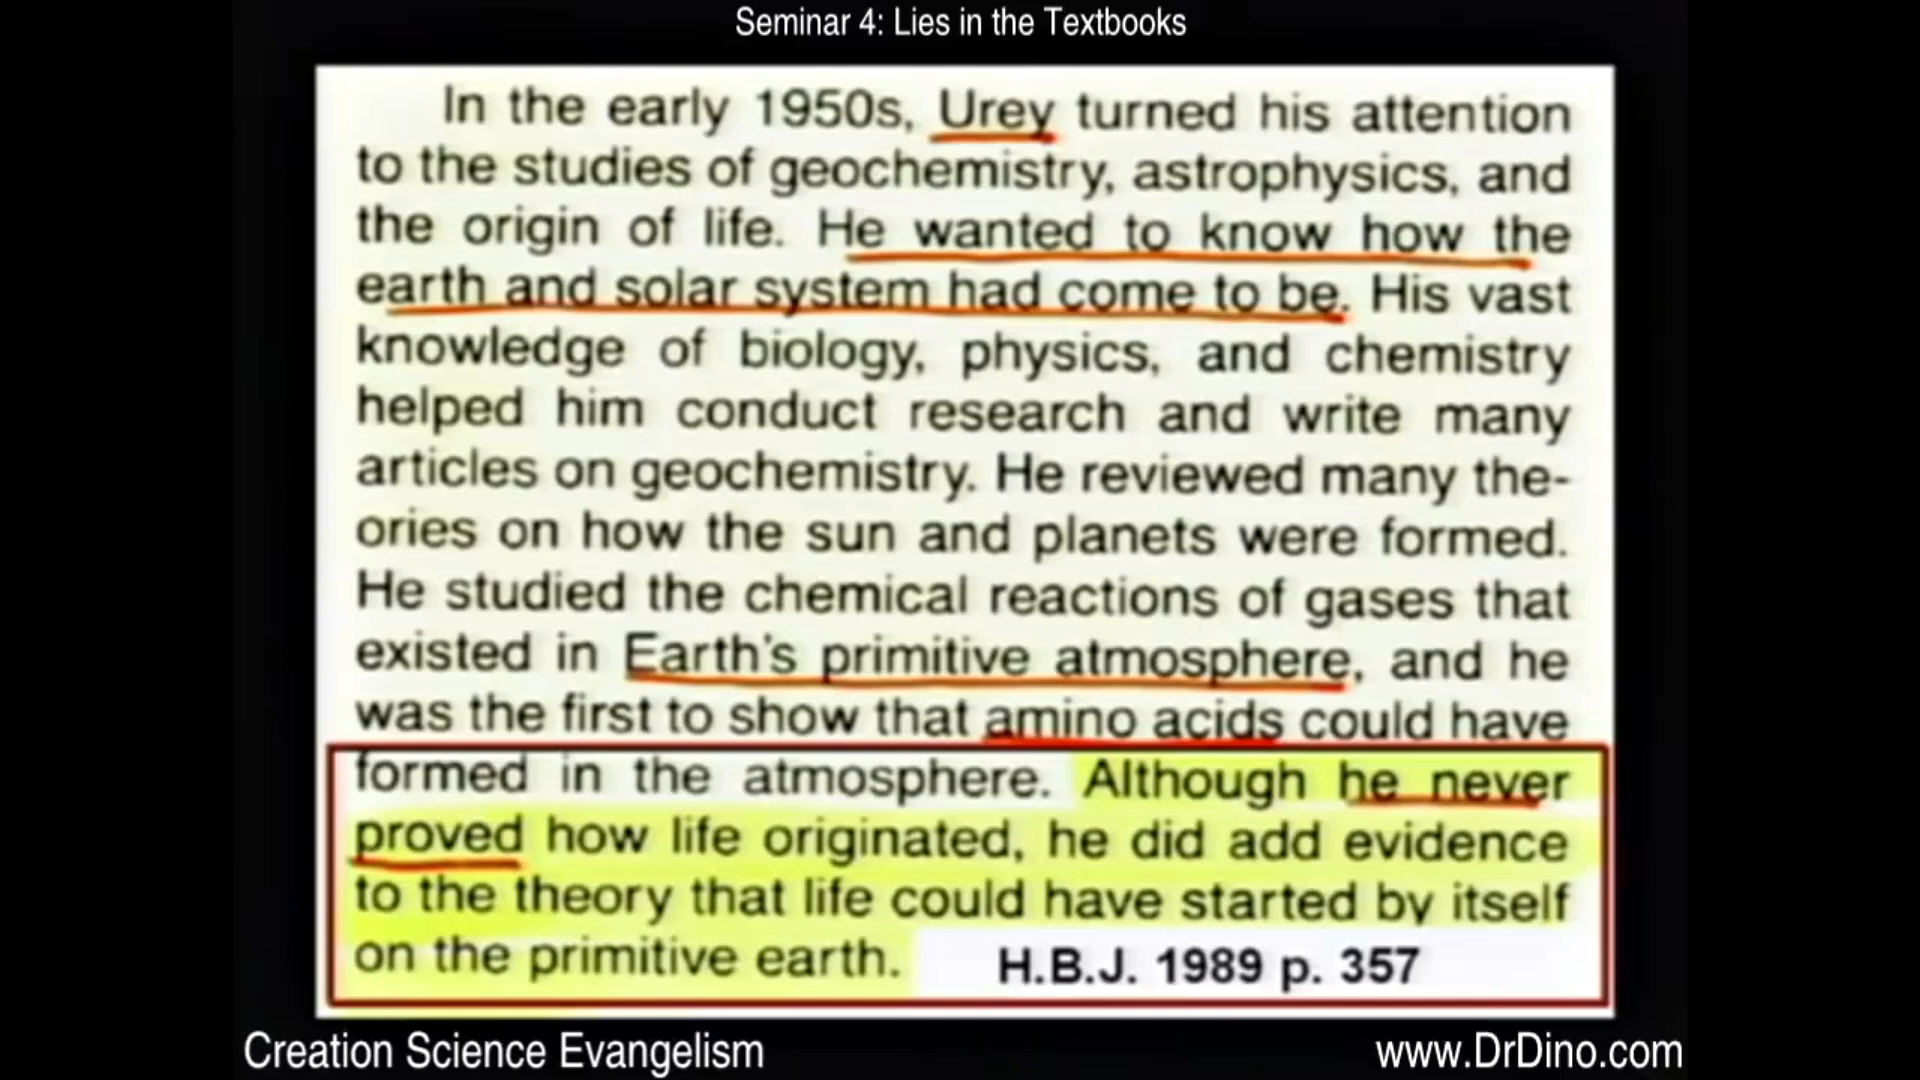 Seminar 4: Lies in the Textbooks
In the early 1950s, Urey turned his attention
to the studies of geochemistry, astrophysics, and
the origin of life. He wanted to know how the
earth and solar system had come to be. His vast
knowledge of biology, physics, and chemistry
helped him conduct research and write many
articles on geochemistry. He reviewed many the-
ories on how the sun and planets were formed.
He studied the chemical reactions of gases that
existed in Earth's primitive atmosphere, and he
was the first to show that amino acids could have
formed in the atmosphere. Although he never
proved how life originated, he did add evidence
to the theory that life could have started by itself
on the primitive earth. H.B.J. 1989 p. 357
Creation Science Evangelism www.DrDino.com